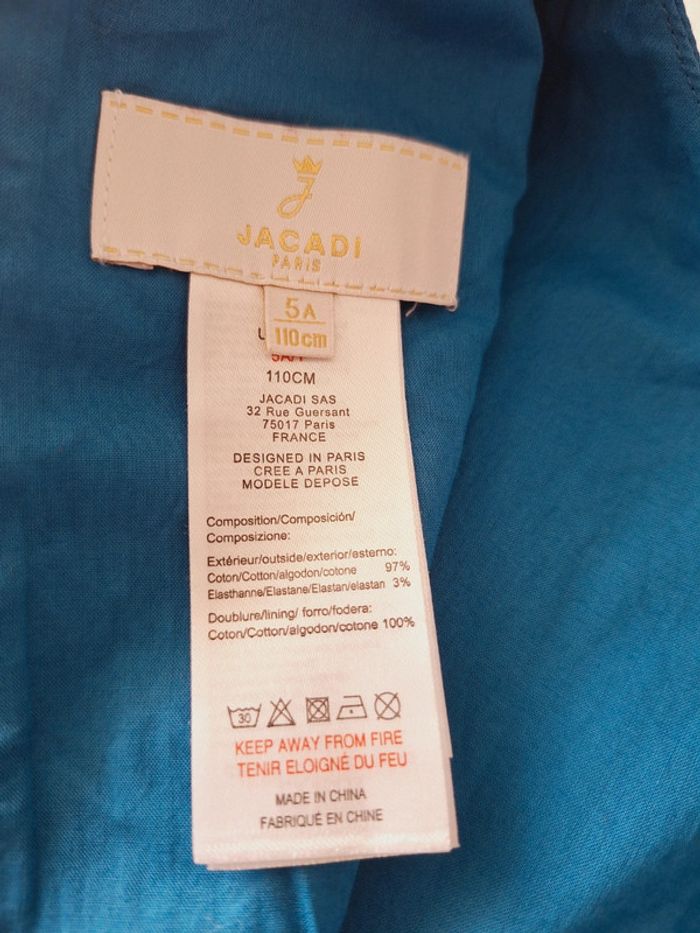 JACADI
PARIS
5A
110cm
110CM
JACADI SAS
32 Rue Guersant
75017 Paris
FRANCE
DESIGNED IN PARIS
CREE A PARIS
MODELE DEPOSE
Composition/Composición/
Composizione:
Extérieur/outside/exterior/esterno:
Coton/Cotton/algodon/cotone 97%
Elasthanne/Elastane/Elastan/elastan 3%
Doublure/lining/ forro/fodera:
Coton/Cotton/algodon/cotone 100%
30
KEEP AWAY FROM FIRE
TENIR ELOIGNÉ DU FEU
MADE IN CHINA
FABRIQUÉ EN CHINE